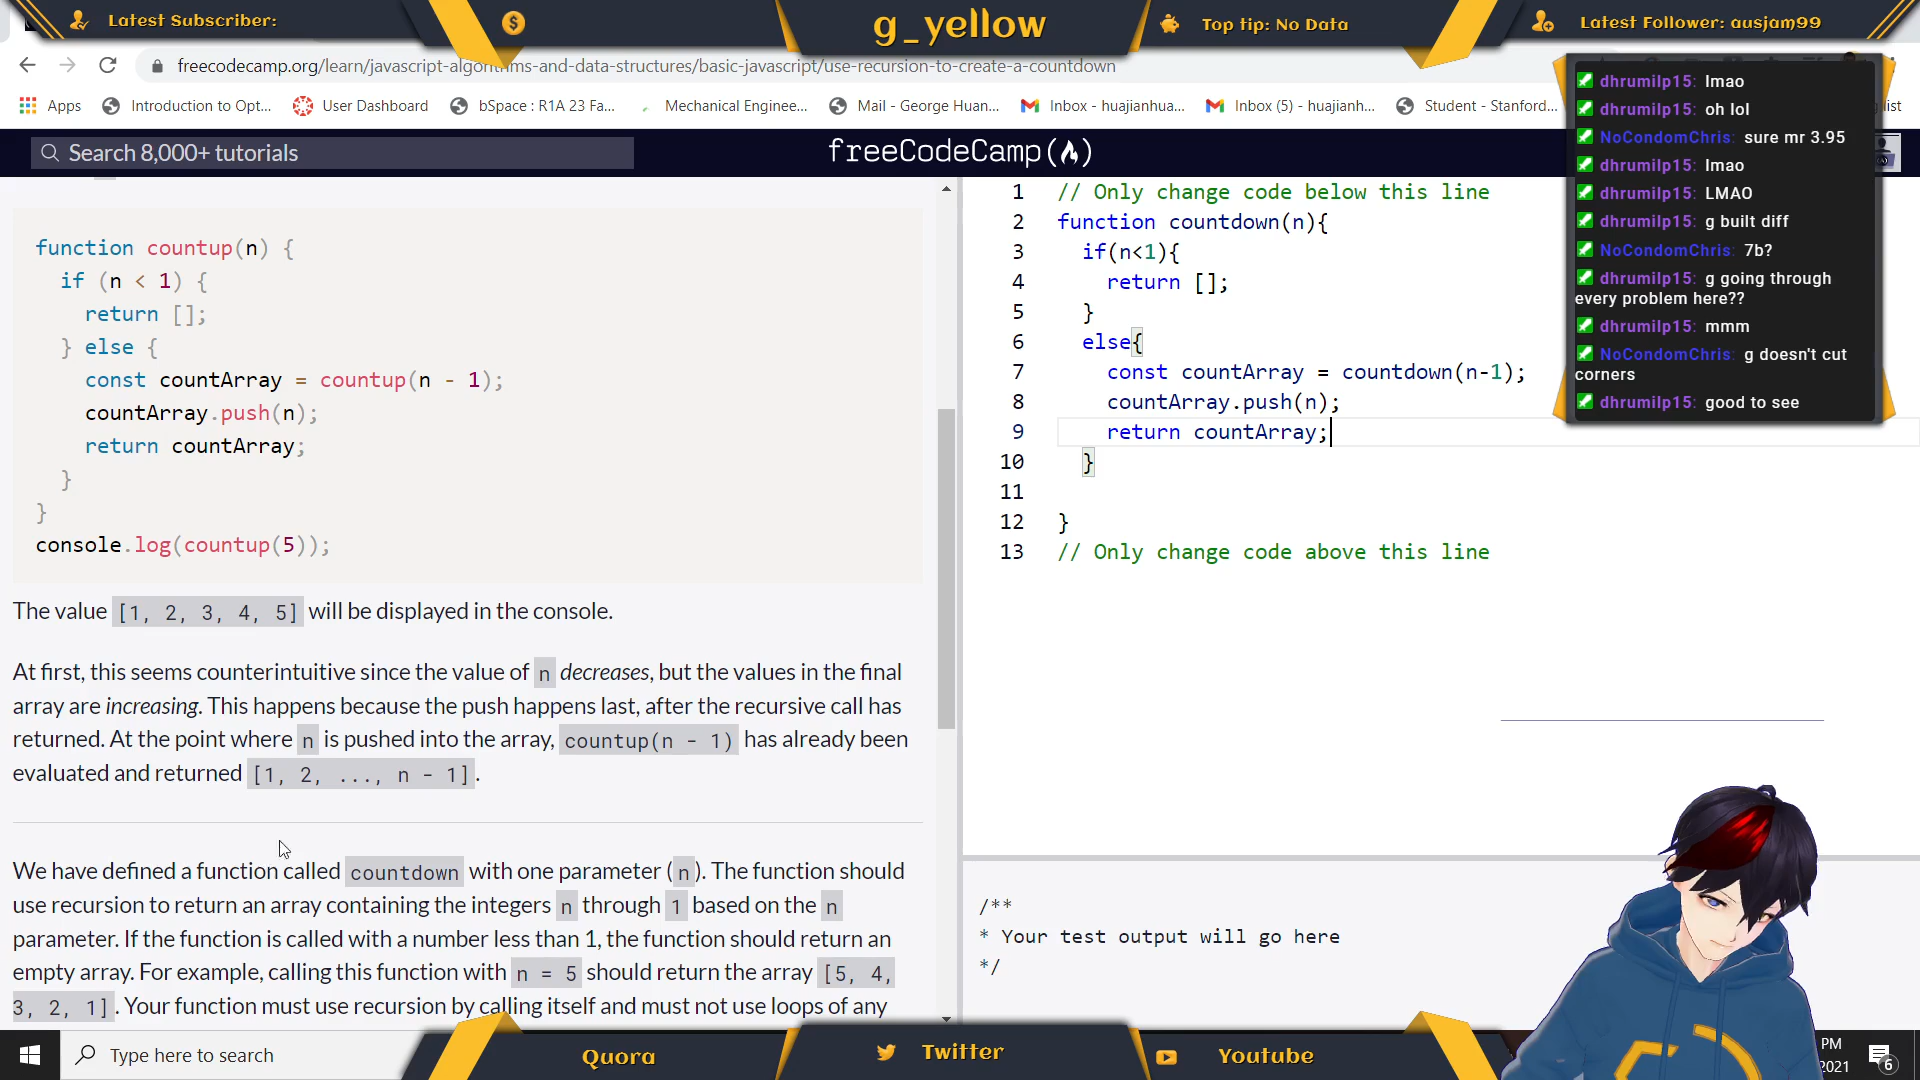 Latest Subscriber:
g_yellow
Top tip: No Data
Latest Follower: ausjam99
freecodecamp.org/learn/javascript-algorithms-and-data-structures/basic-javascript/use-recursion-to-create-a-countdown
Apps
Introduction to Opt...
User Dashboard
bSpace : R1A 23 Fa...
Mechanical Enginee...
Mail - George Huan...
Inbox - huajianhua...
Inbox (5) - huajianh...
Student - Stanford...
Search 8,000+ tutorials
freeCodeCamp(🔥)
function countup(n) {
if (n < 1) {
return [];
} else {
const countArray = countup(n - 1);
countArray.push(n);
return countArray;
}
}
console.log(countup(5));
The value [1, 2, 3, 4, 5] will be displayed in the console.
At first, this seems counterintuitive since the value of n decreases, but the values in the final
array are increasing. This happens because the push happens last, after the recursive call has
returned. At the point where n is pushed into the array, countup(n - 1) has already been
evaluated and returned [1, 2, ..., n - 1].
We have defined a function called countdown with one parameter (n). The function should
use recursion to return an array containing the integers n through 1 based on the n
parameter. If the function is called with a number less than 1, the function should return an
empty array. For example, calling this function with n = 5 should return the array [5, 4,
3, 2, 1]. Your function must use recursion by calling itself and must not use loops of any
1 // Only change code below this line
2 function countdown(n){
3 if(n<1){
4 return [];
5 }
6 else{
7 const countArray = countdown(n-1);
8 countArray.push(n);
9 return countArray;
10 }
11
12 }
13 // Only change code above this line
/**
* Your test output will go here
*/
dhrumilp15: lmao
dhrumilp15: oh lol
NoCondomChris: sure mr 3.95
dhrumilp15: lmao
dhrumilp15: LMAO
dhrumilp15: g built diff
NoCondomChris: 7b?
dhrumilp15: g going through
every problem here??
dhrumilp15: mmm
NoCondomChris: g doesn't cut
corners
dhrumilp15: good to see
Type here to search
Quora
Twitter
Youtube
PM
2021
6